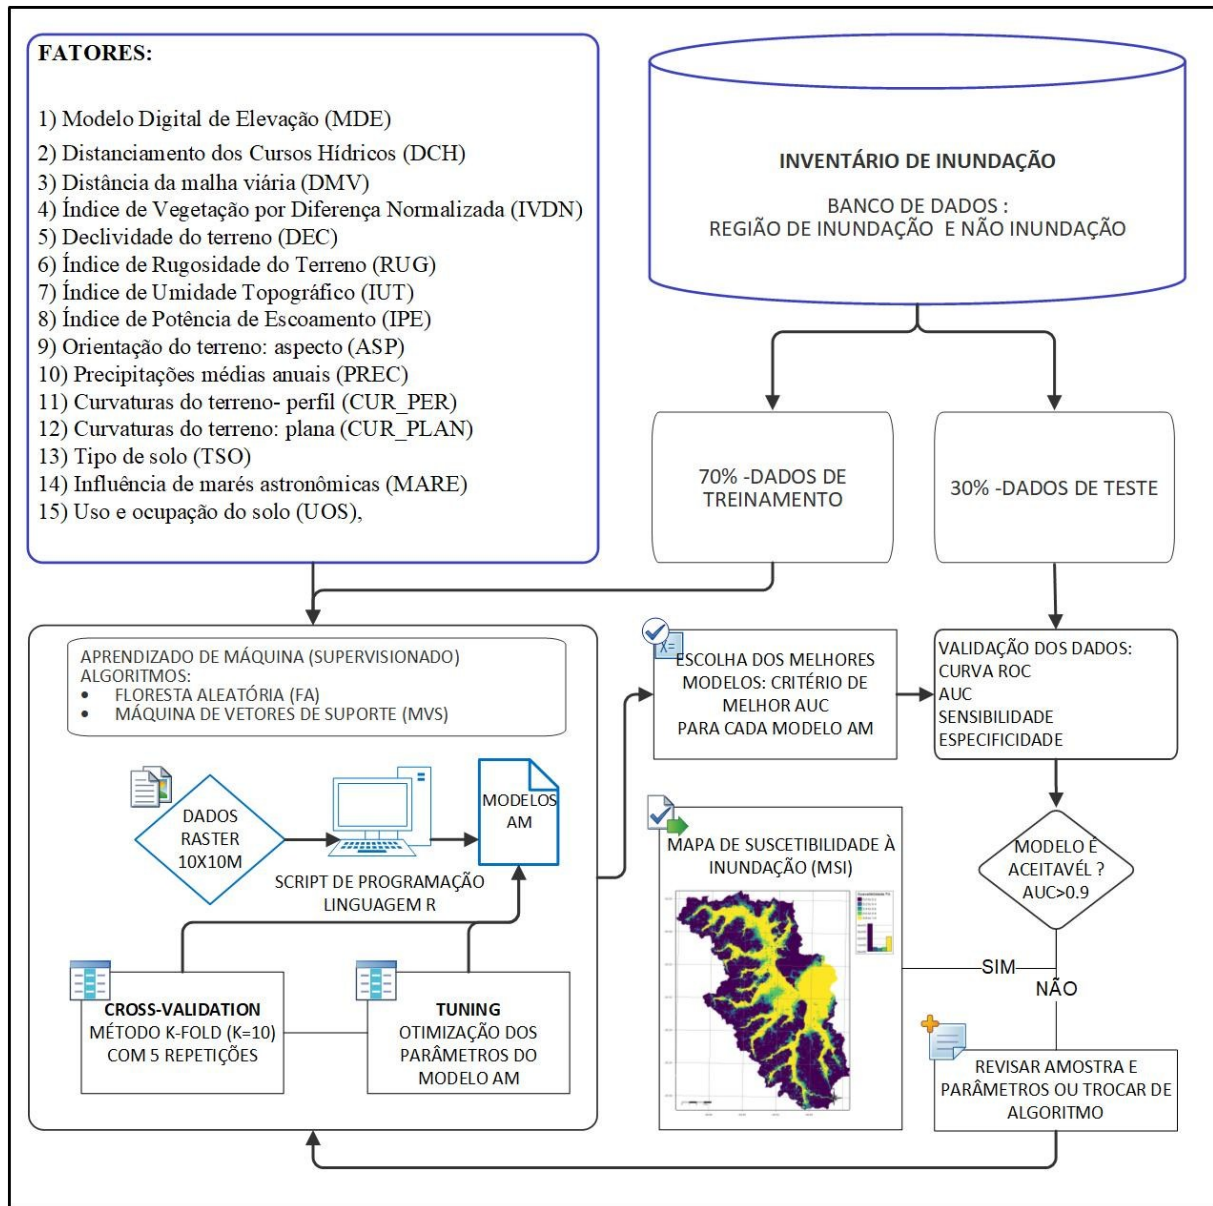 FATORES:
1) Modelo Digital de Elevação (MDE)
2) Distanciamento dos Cursos Hídricos (DCH)
3) Distância da malha viária (DMV)
4) Índice de Vegetação por Diferença Normalizada (IVDN)
5) Declividade do terreno (DEC)
6) Índice de Rugosidade do Terreno (RUG)
7) Índice de Umidade Topográfico (IUT)
8) Índice de Potência de Escoamento (IPE)
9) Orientação do terreno: aspecto (ASP)
10) Precipitações médias anuais (PREC)
11) Curvaturas do terreno- perfil (CUR_PER)
12) Curvaturas do terreno: plana (CUR_PLAN)
13) Tipo de solo (TSO)
14) Influência de marés astronômicas (MARE)
15) Uso e ocupação do solo (UOS),
INVENTÁRIO DE INUNDAÇÃO
BANCO DE DADOS :
REGIÃO DE INUNDAÇÃO E NÃO INUNDAÇÃO
70% -DADOS DE
TREINAMENTO
30% -DADOS DE TESTE
APRENDIZADO DE MÁQUINA (SUPERVISIONADO)
ALGORITMOS:
• FLORESTA ALEATÓRIA (FA)
• MÁQUINA DE VETORES DE SUPORTE (MVS)
DADOS
RASTER
10X10M
SCRIPT DE PROGRAMAÇÃO
LINGUAGEM R
MODELOS
AM
CROSS-VALIDATION
MÉTODO K-FOLD (K=10)
COM 5 REPETIÇÕES
TUNING
OTIMIZAÇÃO DOS
PARÂMETROS DO
MODELO AM
X=
ESCOLHA DOS MELHORES
MODELOS: CRITÉRIO DE
MELHOR AUC
PARA CADA MODELO AM
VALIDAÇÃO DOS DADOS:
CURVA ROC
AUC
SENSIBILIDADE
ESPECIFICIDADE
MODELO É
ACEITAVÉL ?
AUC>0.9
SIM
NÃO
MAPA DE SUSCETIBILIDADE À
INUNDAÇÃO (MSI)
REVISAR AMOSTRA E
PARÂMETROS OU TROCAR DE
ALGORITMO